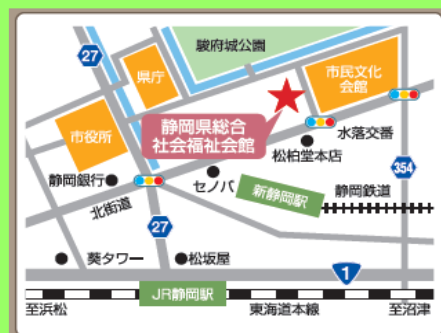 27
駿府城公園
県庁
市民文化
会館
市役所
静岡県総合
社会福祉会館
水落交番
松柏堂本店
354
静岡銀行
セノバ
新静岡駅
静岡鉄道
北街道
27
葵タワー
松坂屋
1
JR静岡駅
至浜松
東海道本線
至沼津